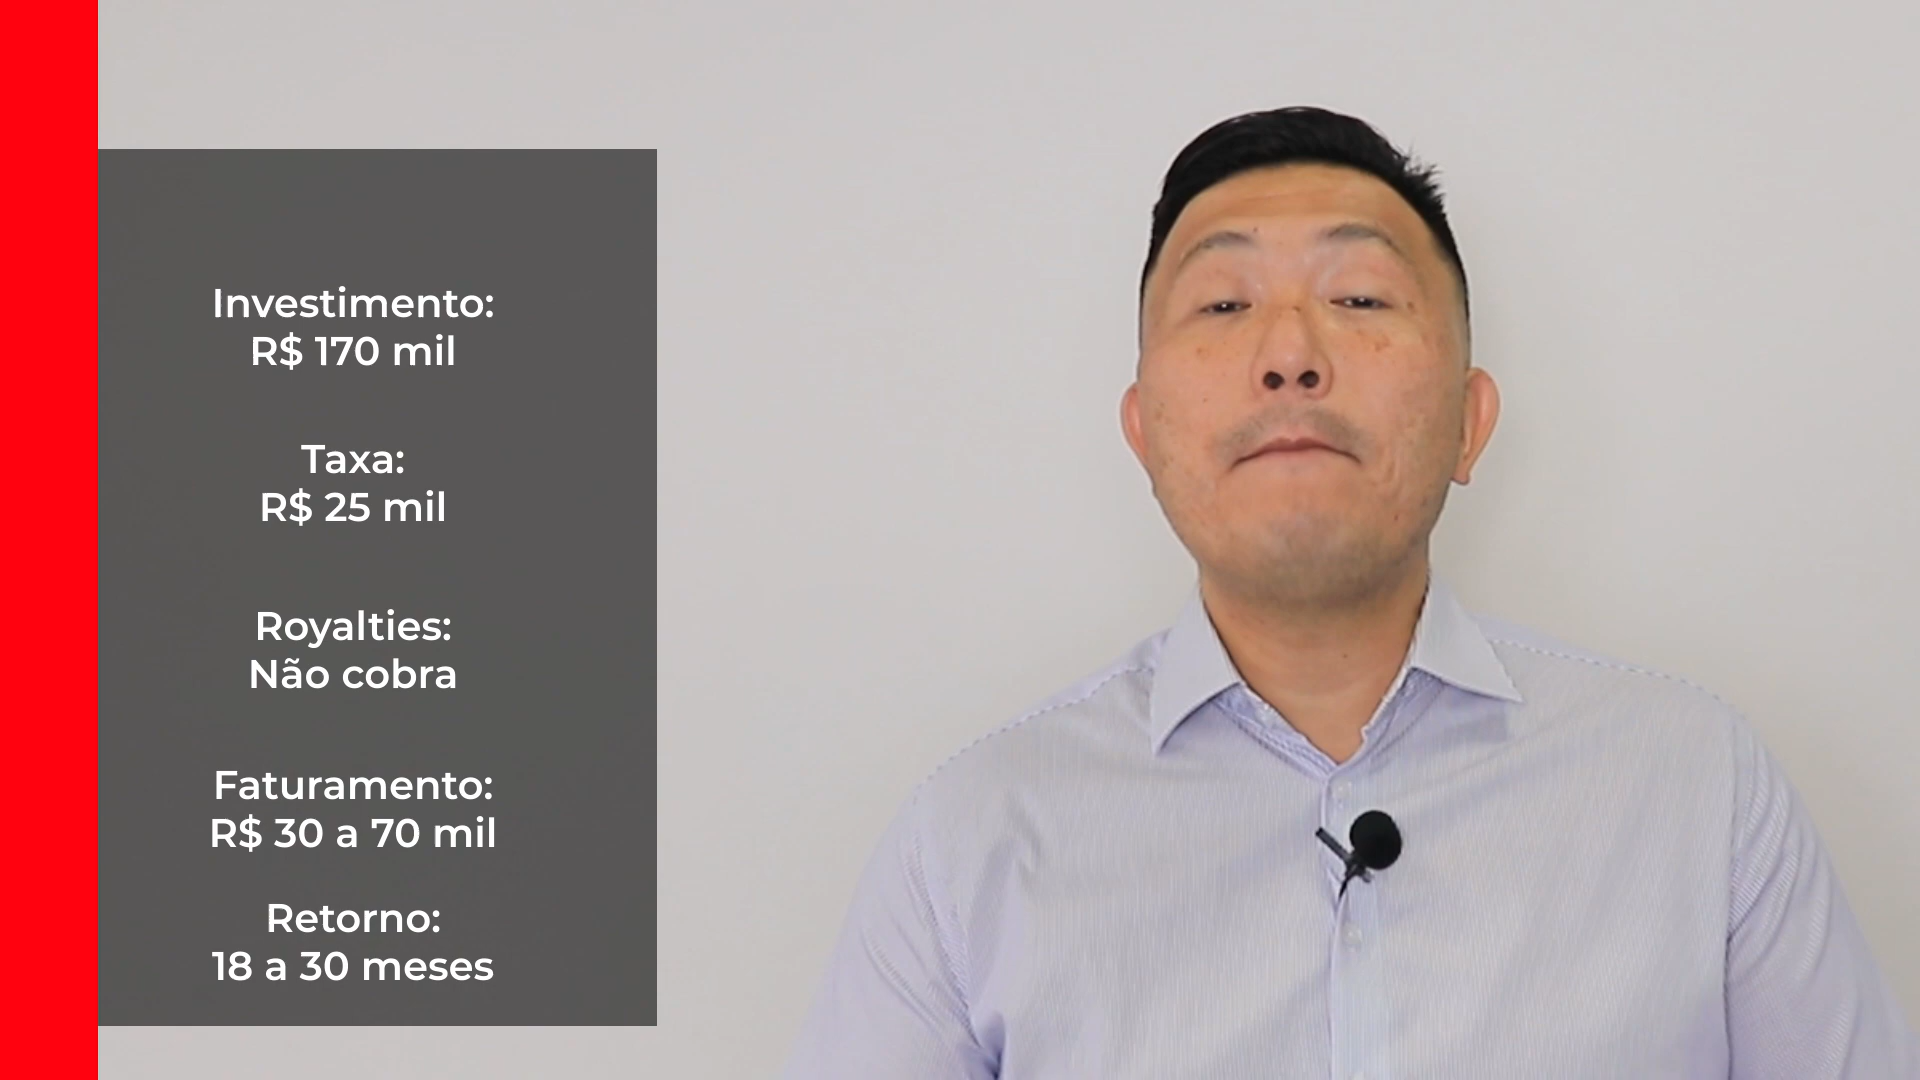 Investimento:
R$ 170 mil
Taxa:
R$ 25 mil
Royalties:
Não cobra
Faturamento:
R$ 30 a 70 mil
Retorno:
18 a 30 meses